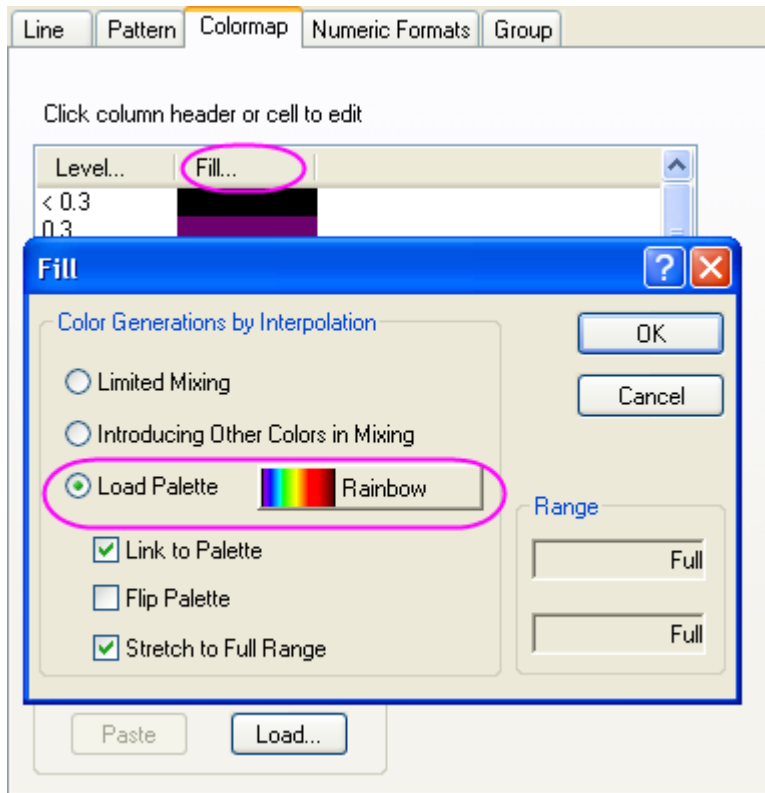 Line Pattern Colormap Numeric Formats Group
Click column header or cell to edit
Level... Fill...
< 0.3
0.3
Fill
Color Generations by Interpolation
OK
Limited Mixing
Cancel
Introducing Other Colors in Mixing
Load Palette Rainbow
Range
Link to Palette
Full
Flip Palette
Full
Stretch to Full Range
Paste Load...